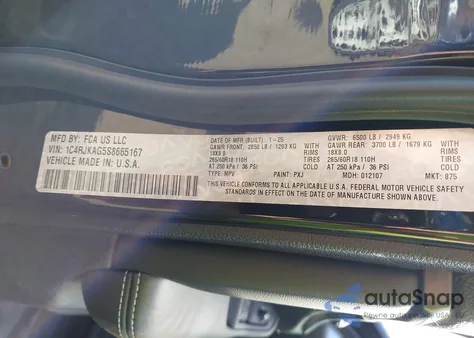 MFD BY: FCA US LLC
VIN: 1C4RJKAG5S8665167
VEHICLE MADE IN: U.S.A.
DATE OF MFR (BUILT) : 1-25
GAWR FRONT: 2850 LB / 1293 KG
18X8.0
265/60R18 110H
AT 250 kPa / 36 PSI
TYPE: MPV
PAINT: PXJ
WITH RIMS
TIRES
COLD
GVWR: 6500 LB / 2949 KG
GAWR REAR: 3700 LB / 1679 KG
18X8.0
265/60R18 110H
AT 250 kPa / 36 PSI
MDH: 012107
WITH RIMS
TIRES
COLD
MKT: 875
THIS VEHICLE CONFORMS TO ALL APPLICABLE U.S.A. FEDERAL MOTOR VEHICLE SAFETY
STANDARDS IN EFFECT ON THE DATE OF MANUFACTURE SHOWN ABOVE.
autoSnap